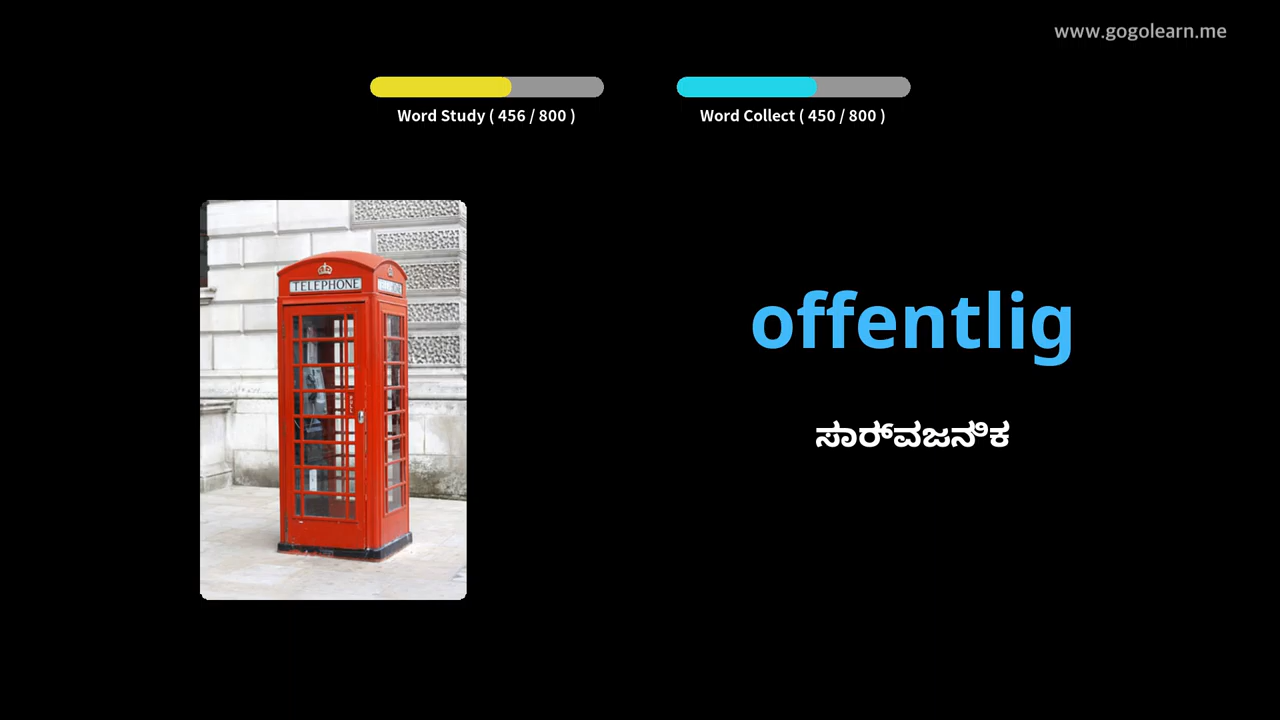 www.gogolearn.me
Word Study ( 456 / 800 )
Word Collect ( 450 / 800 )
TELEPHONE
offentlig
ಸಾರ್ವಜನಿಕ